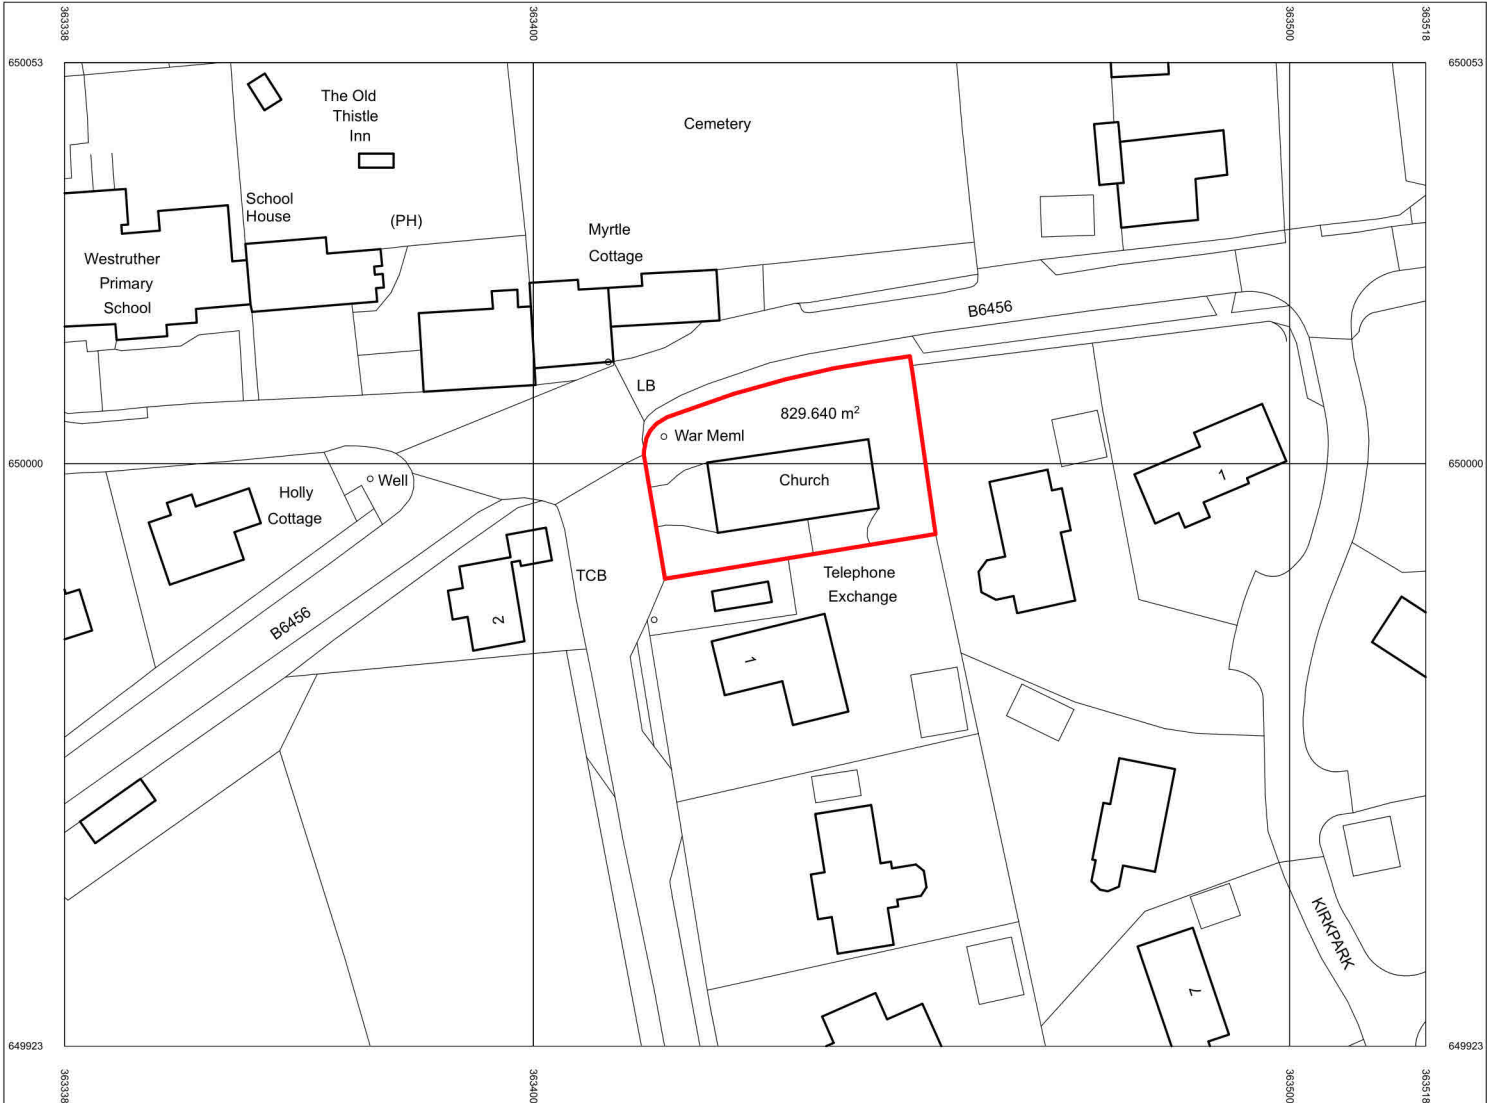 363338
363400
363500
363518
650053
650053
The Old
Thistle
Inn
Cemetery
School
House
(PH)
Myrtle
Cottage
Westruther
Primary
School
B6456
LB
829.640 m²
War Meml
650000
650000
Well
Church
1
Holly
Cottage
TCB
Telephone
Exchange
B6456
2
1
KIRKPARK
7
649923
649923
363338
363400
363500
363518